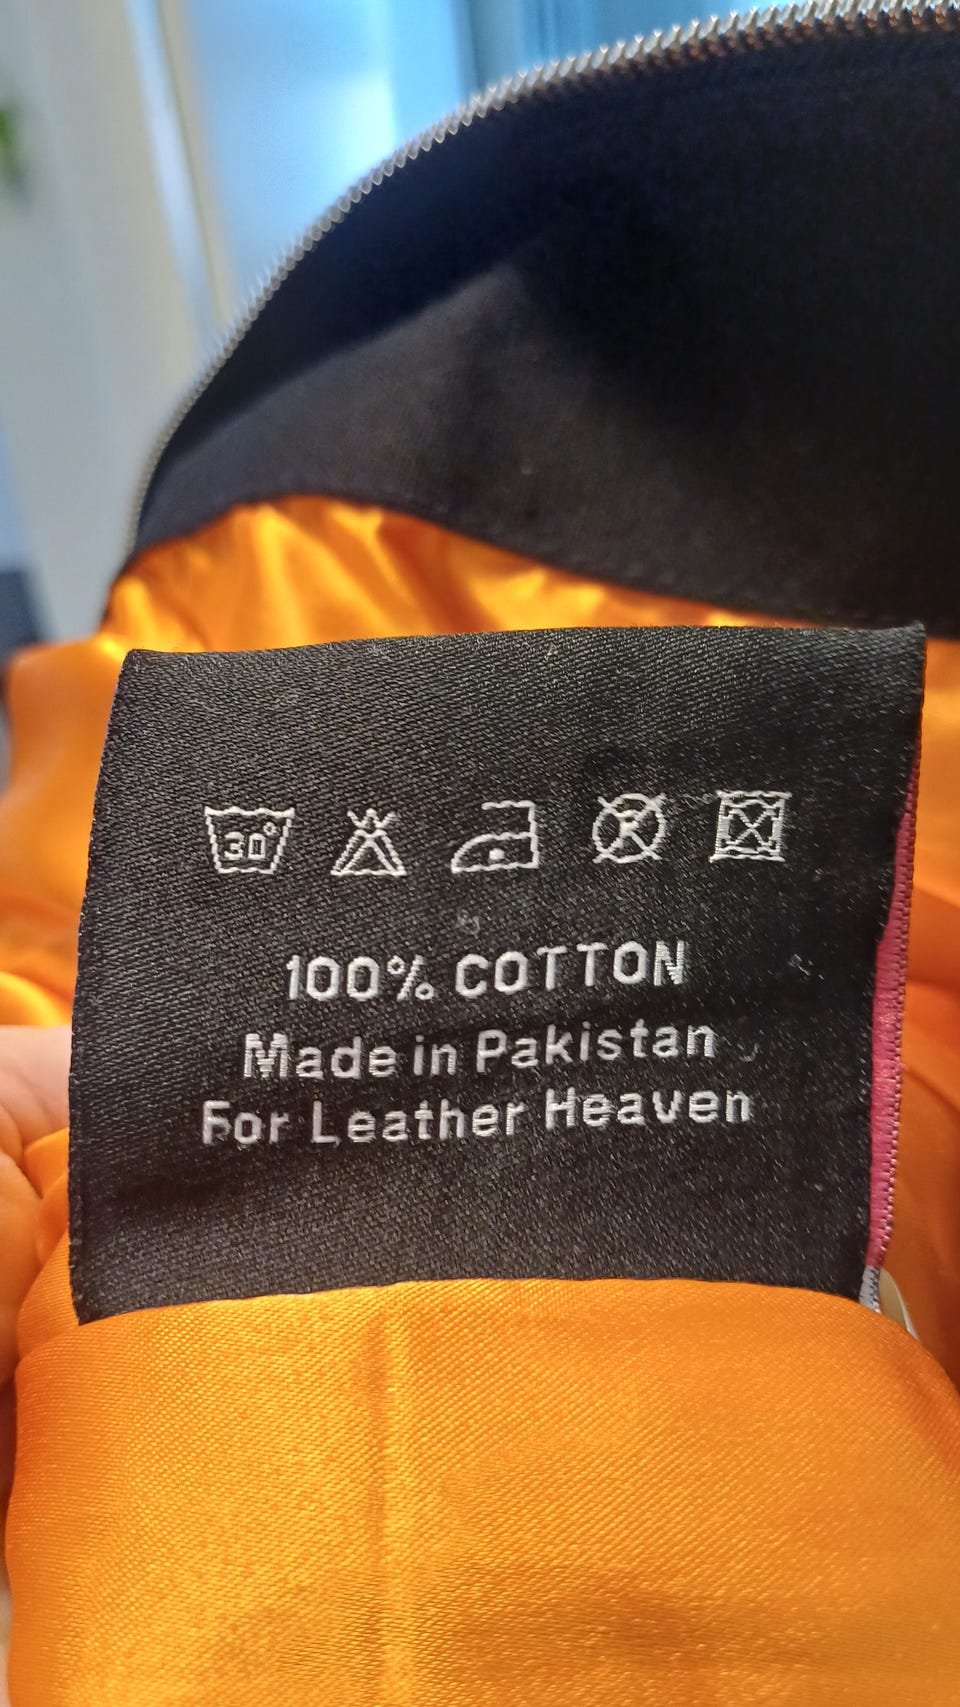 30°
100% COTTON
Made in Pakistan
For Leather Heaven